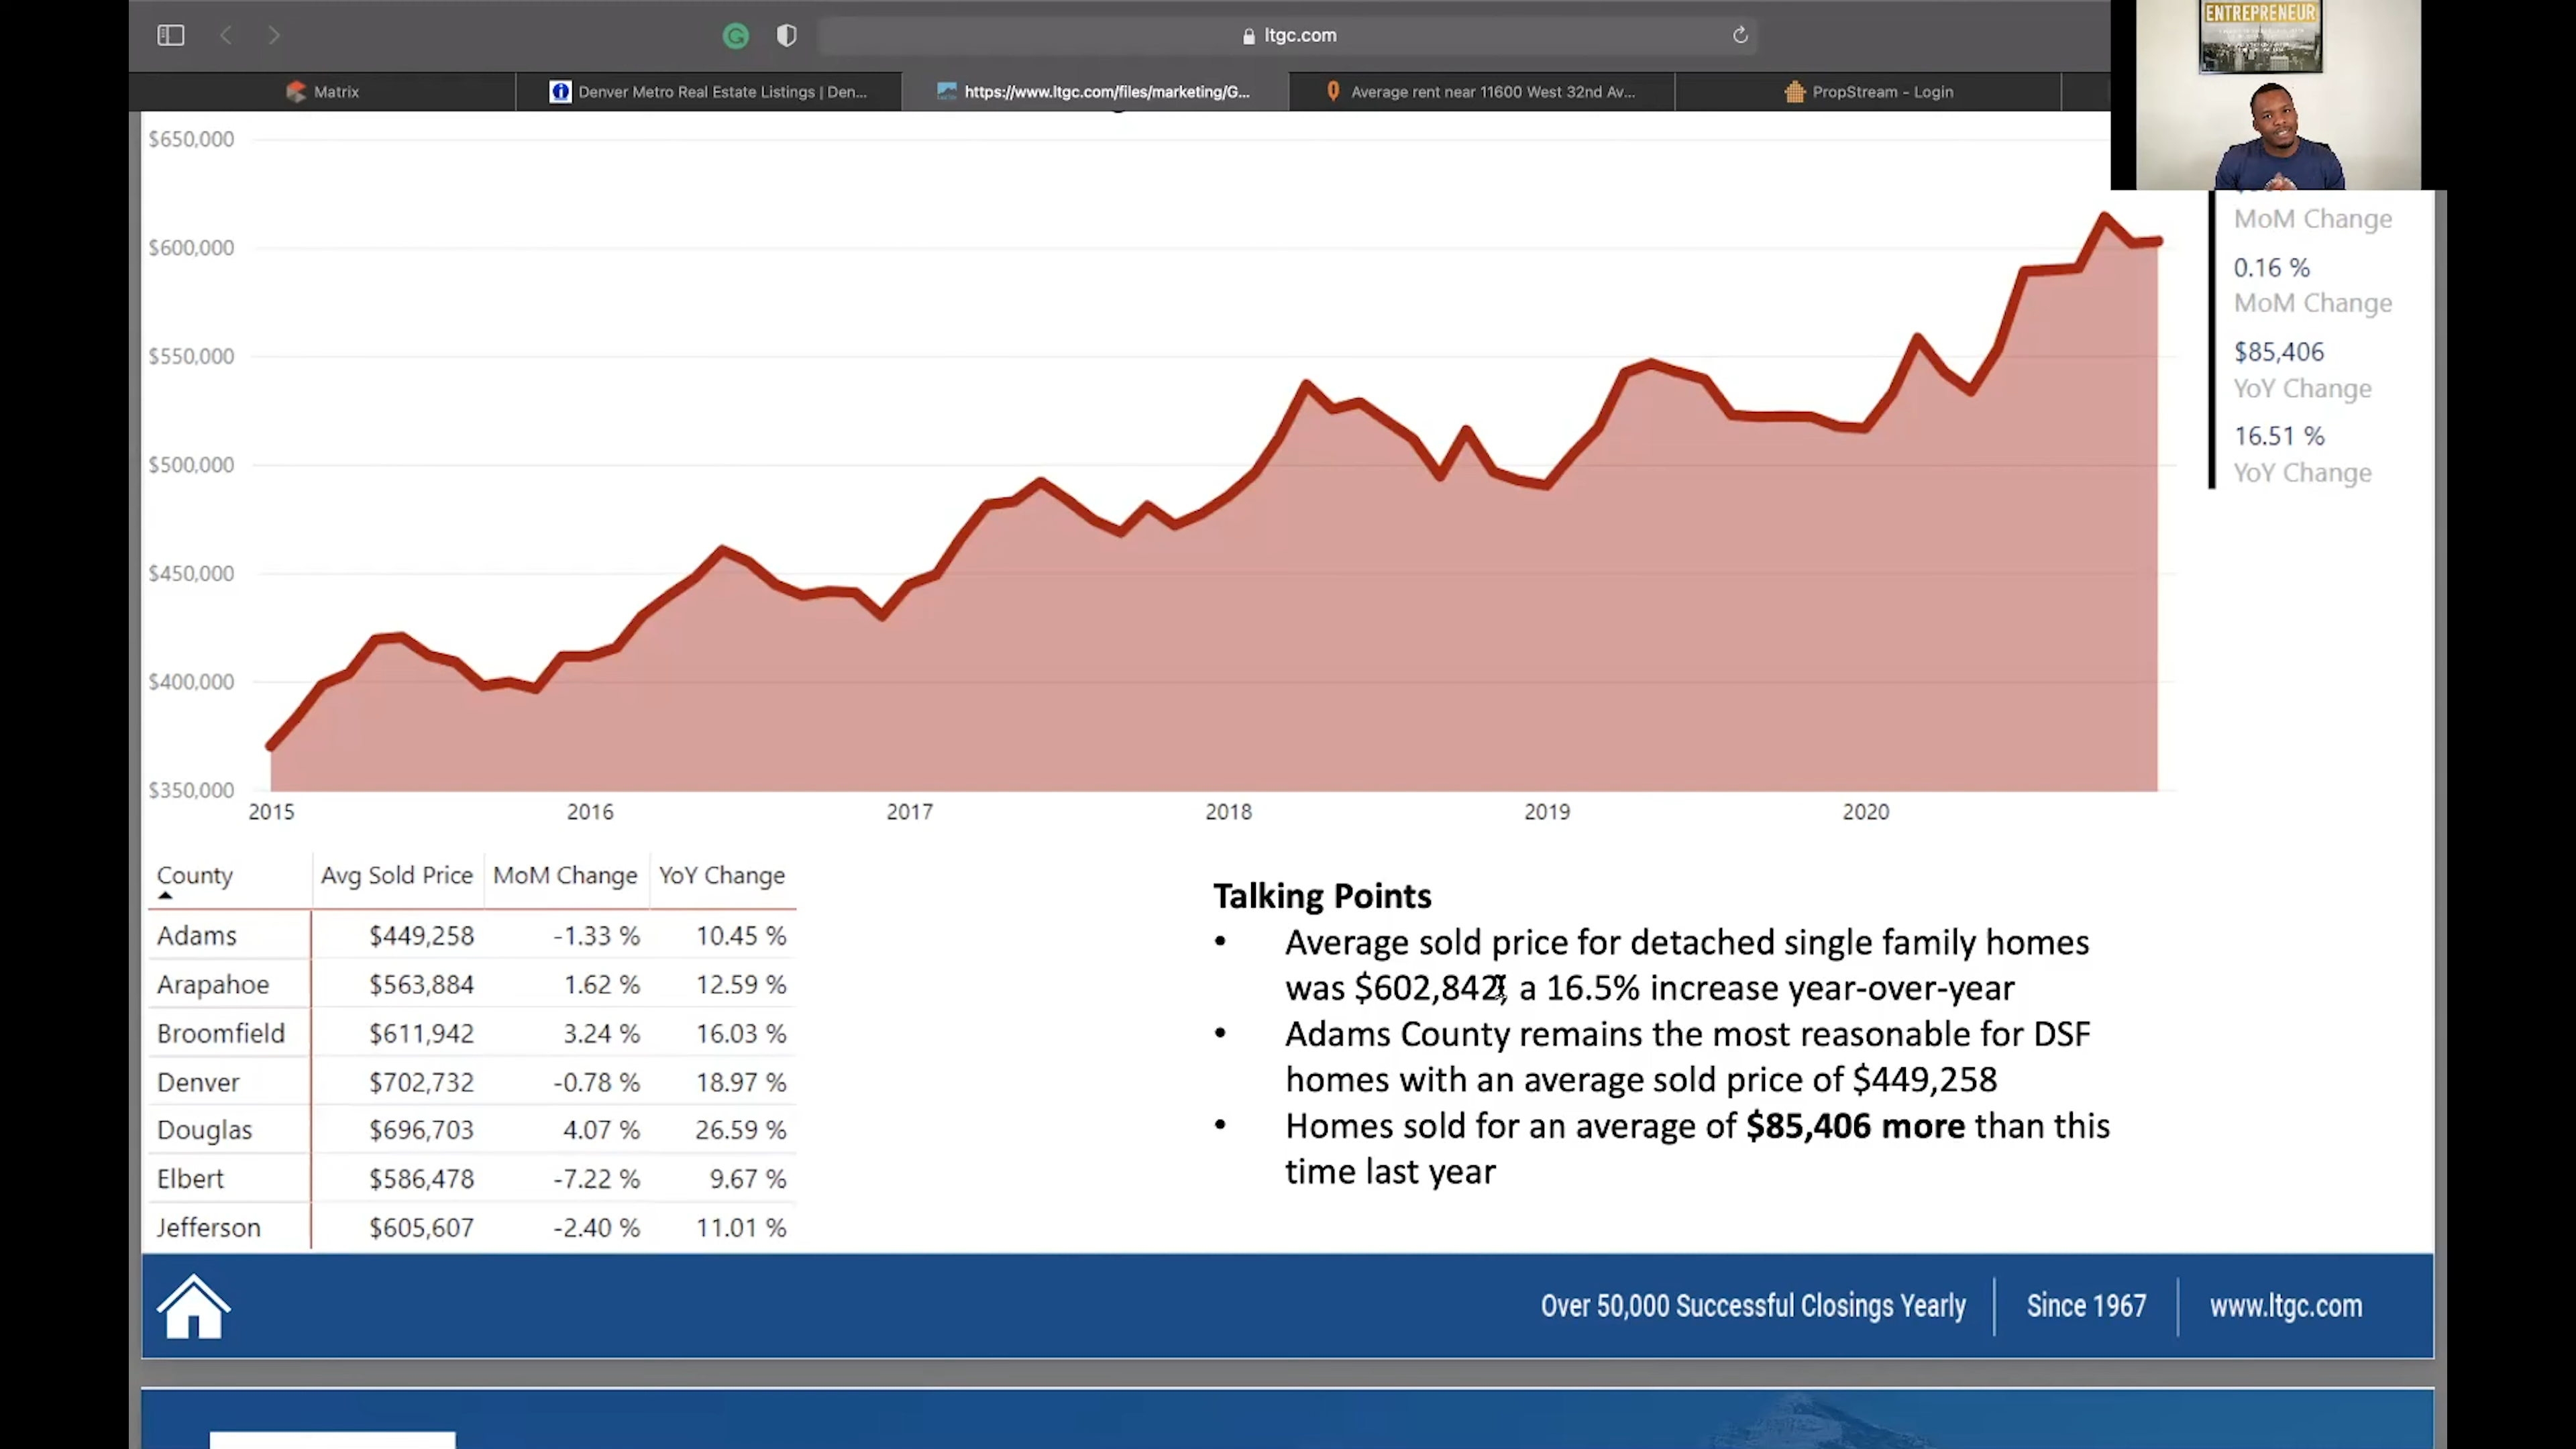 ltgc.com
Matrix
Denver Metro Real Estate Listings | Den...
https://www.ltgc.com/files/marketing/G...
Average rent near 11600 West 32nd Av...
PropStream - Login
ENTREPRENEUR
$650,000
$600,000
$550,000
$500,000
$450,000
$400,000
$350,000
2015 2016 2017 2018 2019 2020
MoM Change
0.16 %
MoM Change
$85,406
YoY Change
16.51 %
YoY Change
County Avg Sold Price MoM Change YoY Change
Adams $449,258 -1.33 % 10.45 %
Arapahoe $563,884 1.62 % 12.59 %
Broomfield $611,942 3.24 % 16.03 %
Denver $702,732 -0.78 % 18.97 %
Douglas $696,703 4.07 % 26.59 %
Elbert $586,478 -7.22 % 9.67 %
Jefferson $605,607 -2.40 % 11.01 %
Talking Points
• Average sold price for detached single family homes
was $602,842, a 16.5% increase year-over-year
• Adams County remains the most reasonable for DSF
homes with an average sold price of $449,258
• Homes sold for an average of $85,406 more than this
time last year
Over 50,000 Successful Closings Yearly | Since 1967 | www.ltgc.com